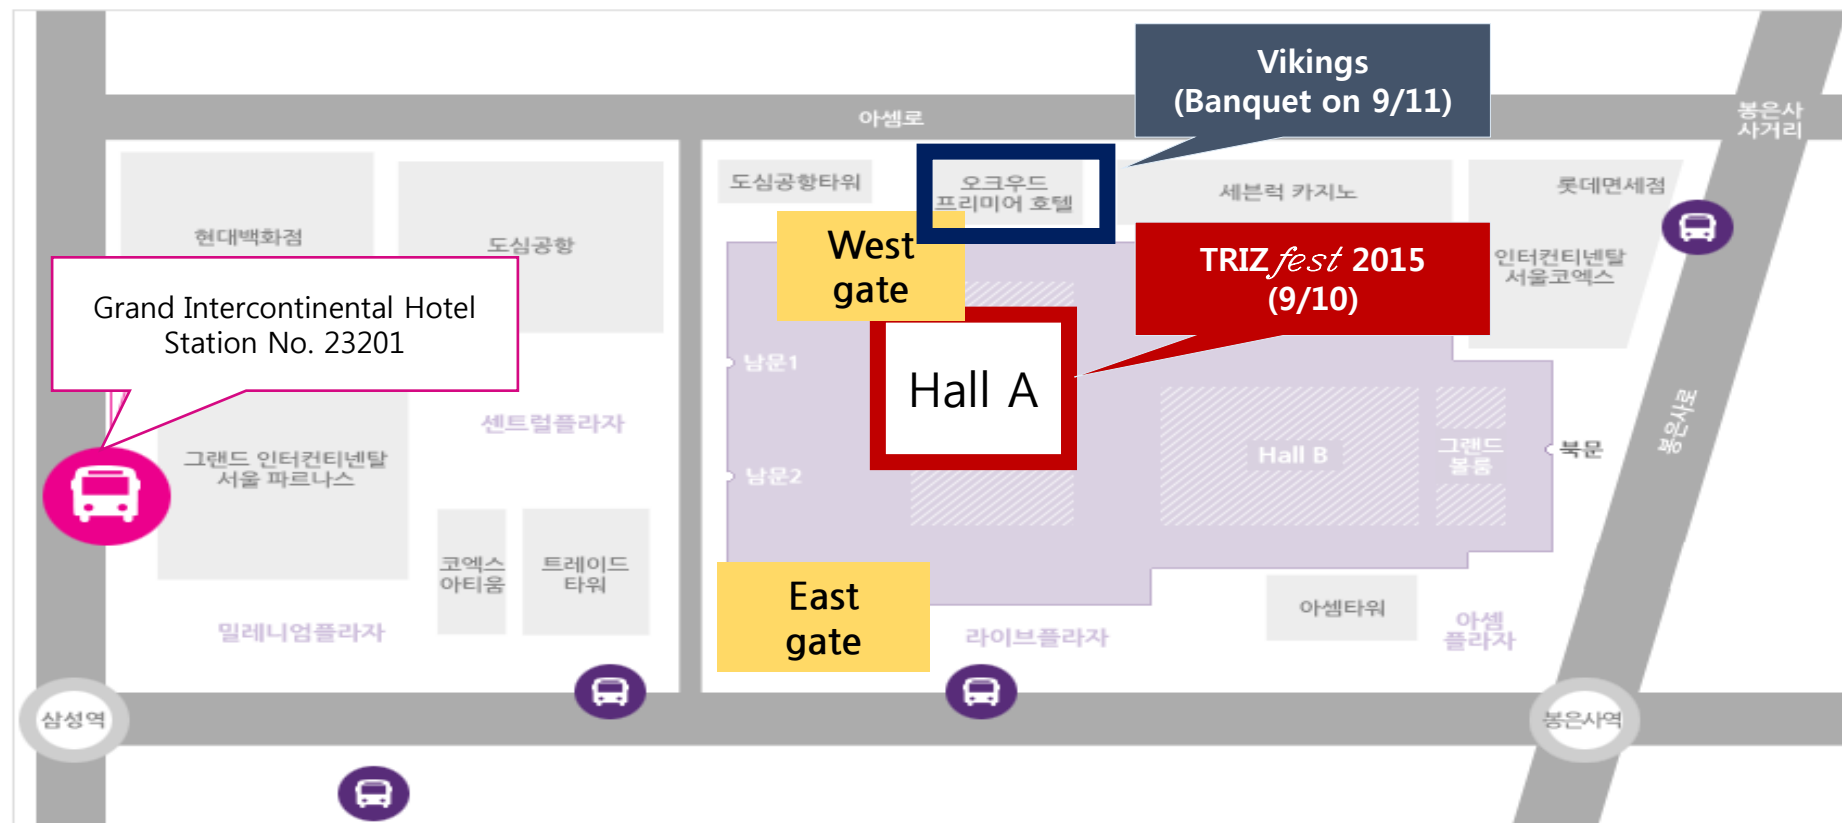 Vikings
(Banquet on 9/11)
아셈로
봉은사
사거리
도심공항타워
오크우드
프리미어 호텔
세븐럭 카지노
롯데면세점
현대백화점
도심공항
West
gate
TRIZ fest 2015
(9/10)
인터컨티넨탈
서울코엑스
Grand Intercontinental Hotel
Station No. 23201
남문1
Hall A
센트럴플라자
봉은사로
그랜드 인터컨티넨탈
서울 파르나스
남문2
Hall B
그랜드
볼룸
북문
코엑스
아티움
트레이드
타워
East
gate
아셈타워
밀레니엄플라자
라이브플라자
아셈
플라자
삼성역
봉은사역